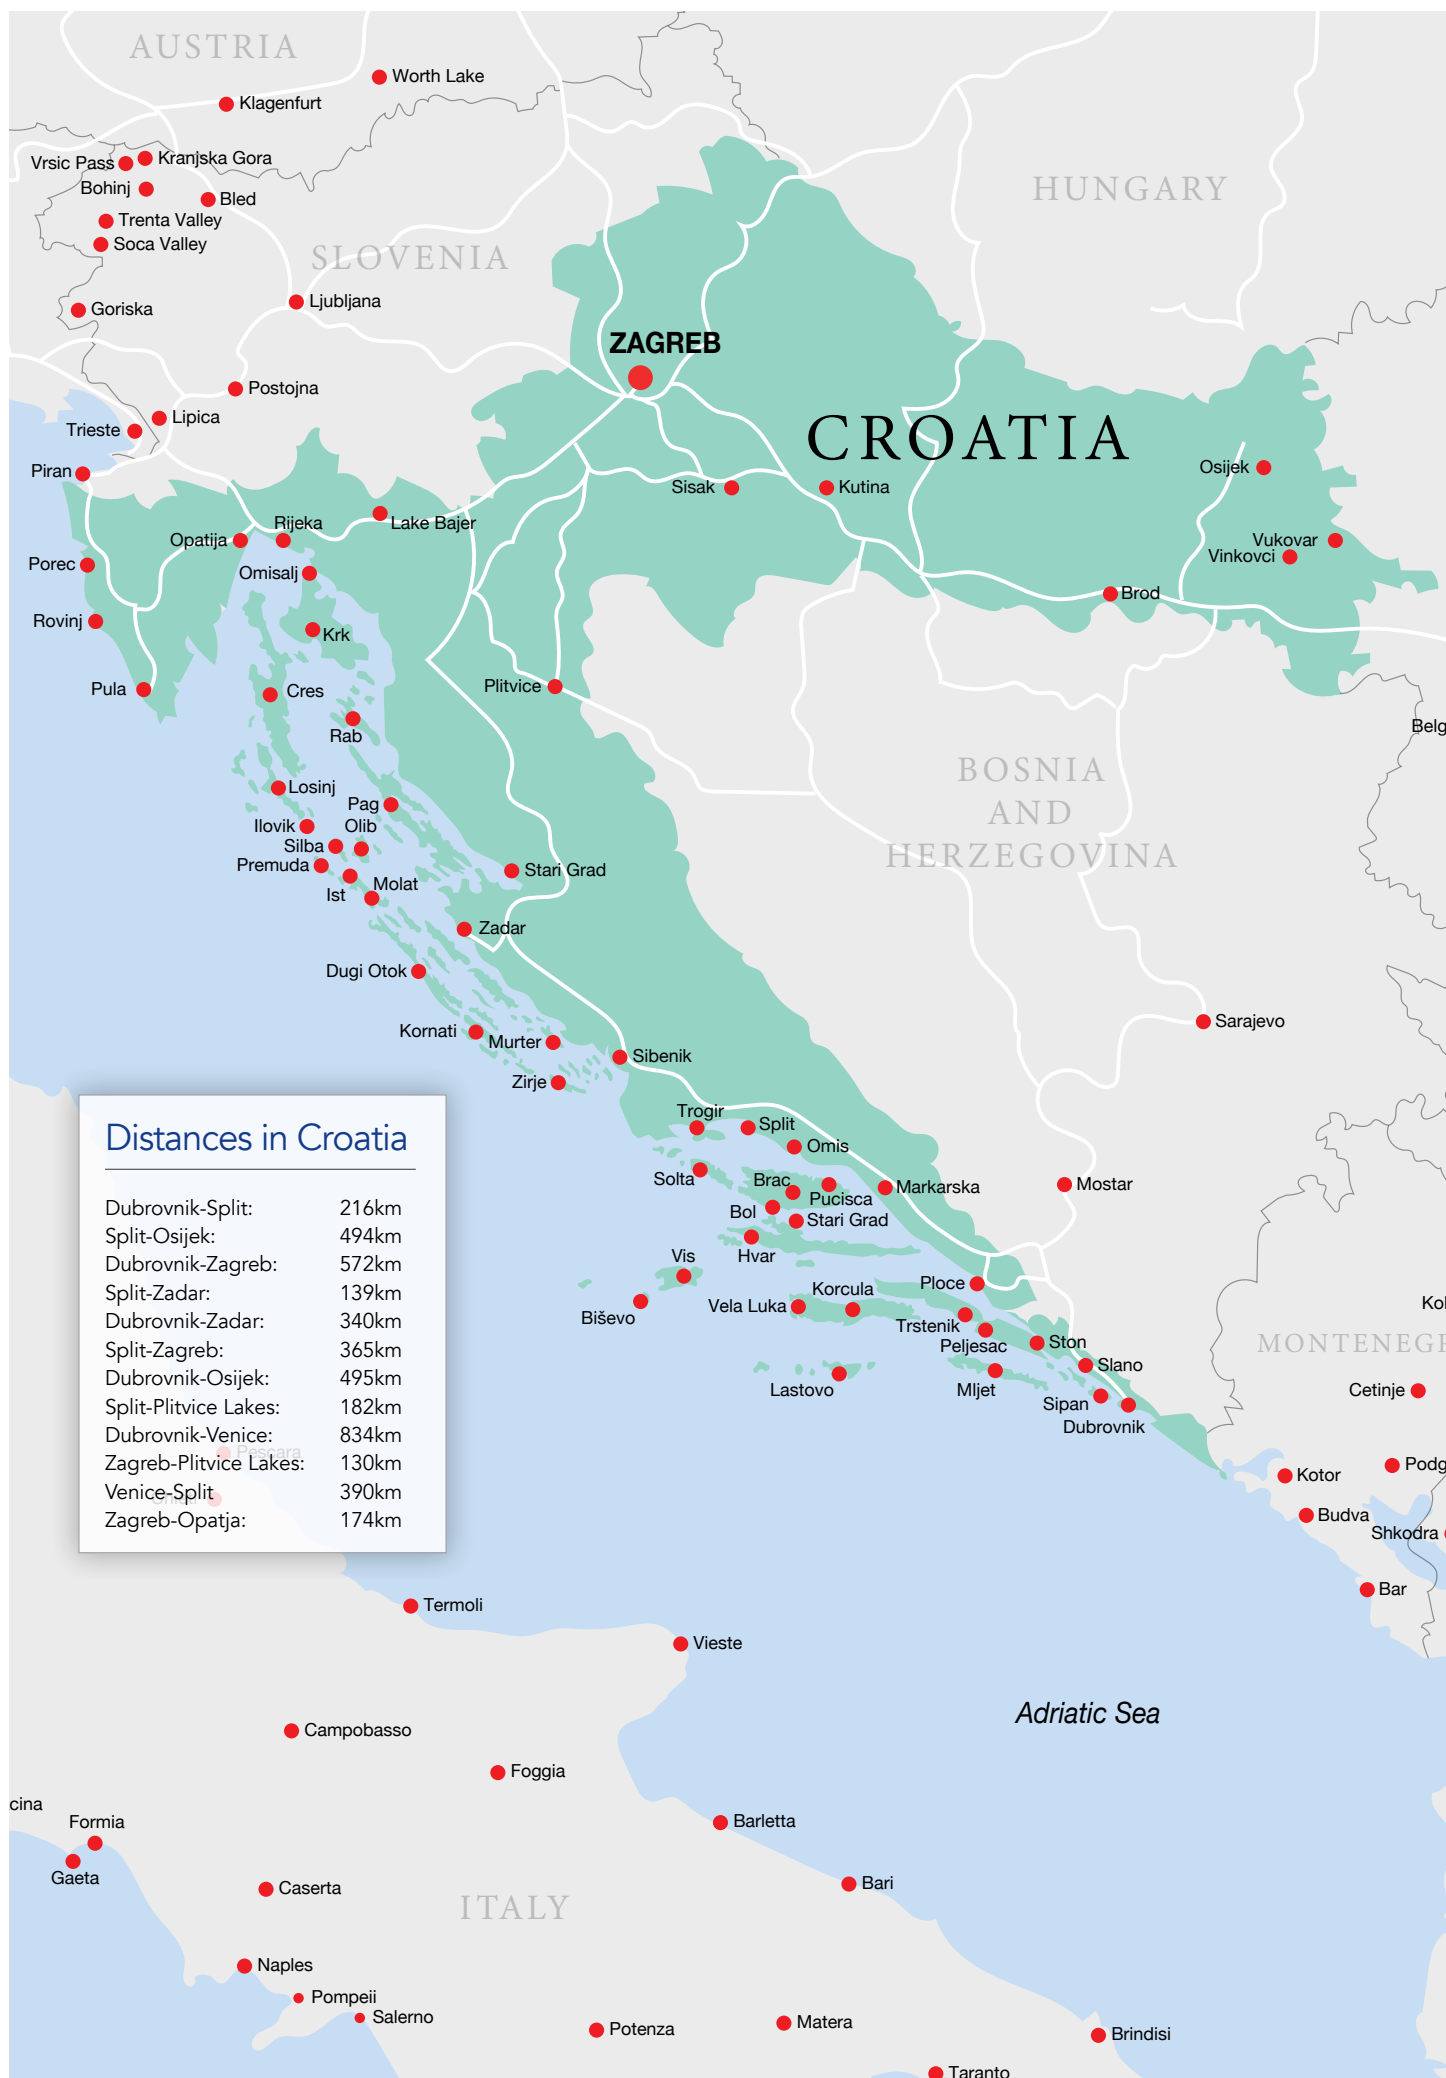 AUSTRIA
Worth Lake
Klagenfurt
Vrsic Pass
Kranjska Gora
Bohinj
Bled
HUNGARY
Trenta Valley
Soca Valley
SLOVENIA
Goriska
Ljubljana
ZAGREB
Postojna
Lipica
Trieste
CROATIA
Piran
Osijek
Sisak
Kutina
Rijeka
Lake Bajer
Opatija
Vukovar
Vinkovci
Porec
Omisalj
Brod
Rovinj
Krk
Pula
Cres
Plitvice
Rab
Belg
BOSNIA
AND
HERZEGOVINA
Losinj
Pag
Ilovik
Olib
Silba
Premuda
Stari Grad
Ist
Molat
Zadar
Dugi Otok
Kornati
Murter
Sarajevo
Sibenik
Zirje
Trogir
Split
Omis
Solta
Brac
Pucisca
Markarska
Mostar
Bol
Stari Grad
Hvar
Vis
Ploce
Korcula
Vela Luka
Biševo
Trstenik
Peljesac
Ston
Kol
MONTENEG
Slano
Lastovo
Mljet
Sipan
Cetinje
Dubrovnik
Kotor
Podg
Budva
Shkodra
Bar
Distances in Croatia
Dubrovnik-Split: 216km
Split-Osijek: 494km
Dubrovnik-Zagreb: 572km
Split-Zadar: 139km
Dubrovnik-Zadar: 340km
Split-Zagreb: 365km
Dubrovnik-Osijek: 495km
Split-Plitvice Lakes: 182km
Dubrovnik-Venice: 834km
Pescara
Zagreb-Plitvice Lakes: 130km
Venice-Split 390km
Zagreb-Opatja: 174km
Termoli
Vieste
Adriatic Sea
Campobasso
Foggia
cina
Formia
Barletta
Gaeta
Caserta
Bari
ITALY
Naples
Pompeii
Salerno
Potenza
Matera
Brindisi
Taranto